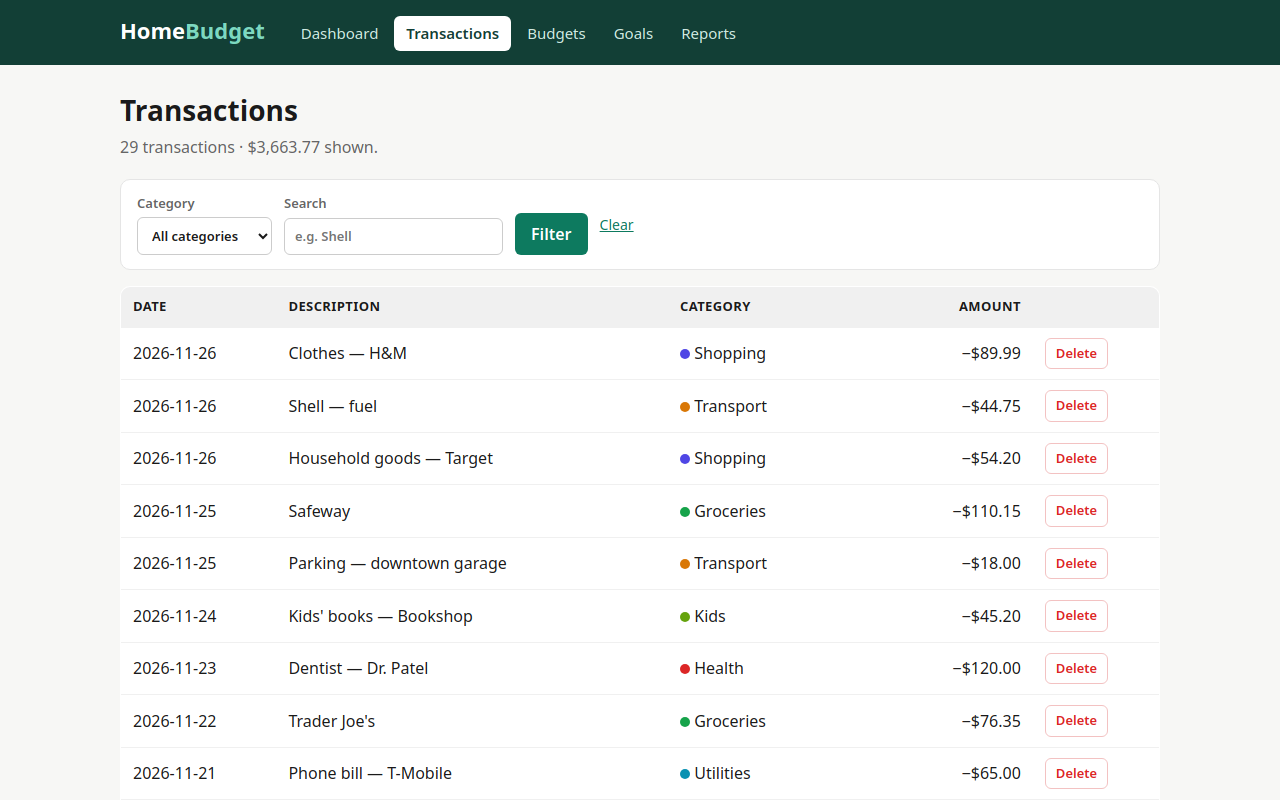 HomeBudget Dashboard Transactions Budgets Goals Reports
Transactions
29 transactions · $3,663.77 shown.
Category Search
All categories e.g. Shell Filter Clear
DATE DESCRIPTION CATEGORY AMOUNT
2026-11-26 Clothes — H&M Shopping −$89.99 Delete
2026-11-26 Shell — fuel Transport −$44.75 Delete
2026-11-26 Household goods — Target Shopping −$54.20 Delete
2026-11-25 Safeway Groceries −$110.15 Delete
2026-11-25 Parking — downtown garage Transport −$18.00 Delete
2026-11-24 Kids' books — Bookshop Kids −$45.20 Delete
2026-11-23 Dentist — Dr. Patel Health −$120.00 Delete
2026-11-22 Trader Joe's Groceries −$76.35 Delete
2026-11-21 Phone bill — T-Mobile Utilities −$65.00 Delete